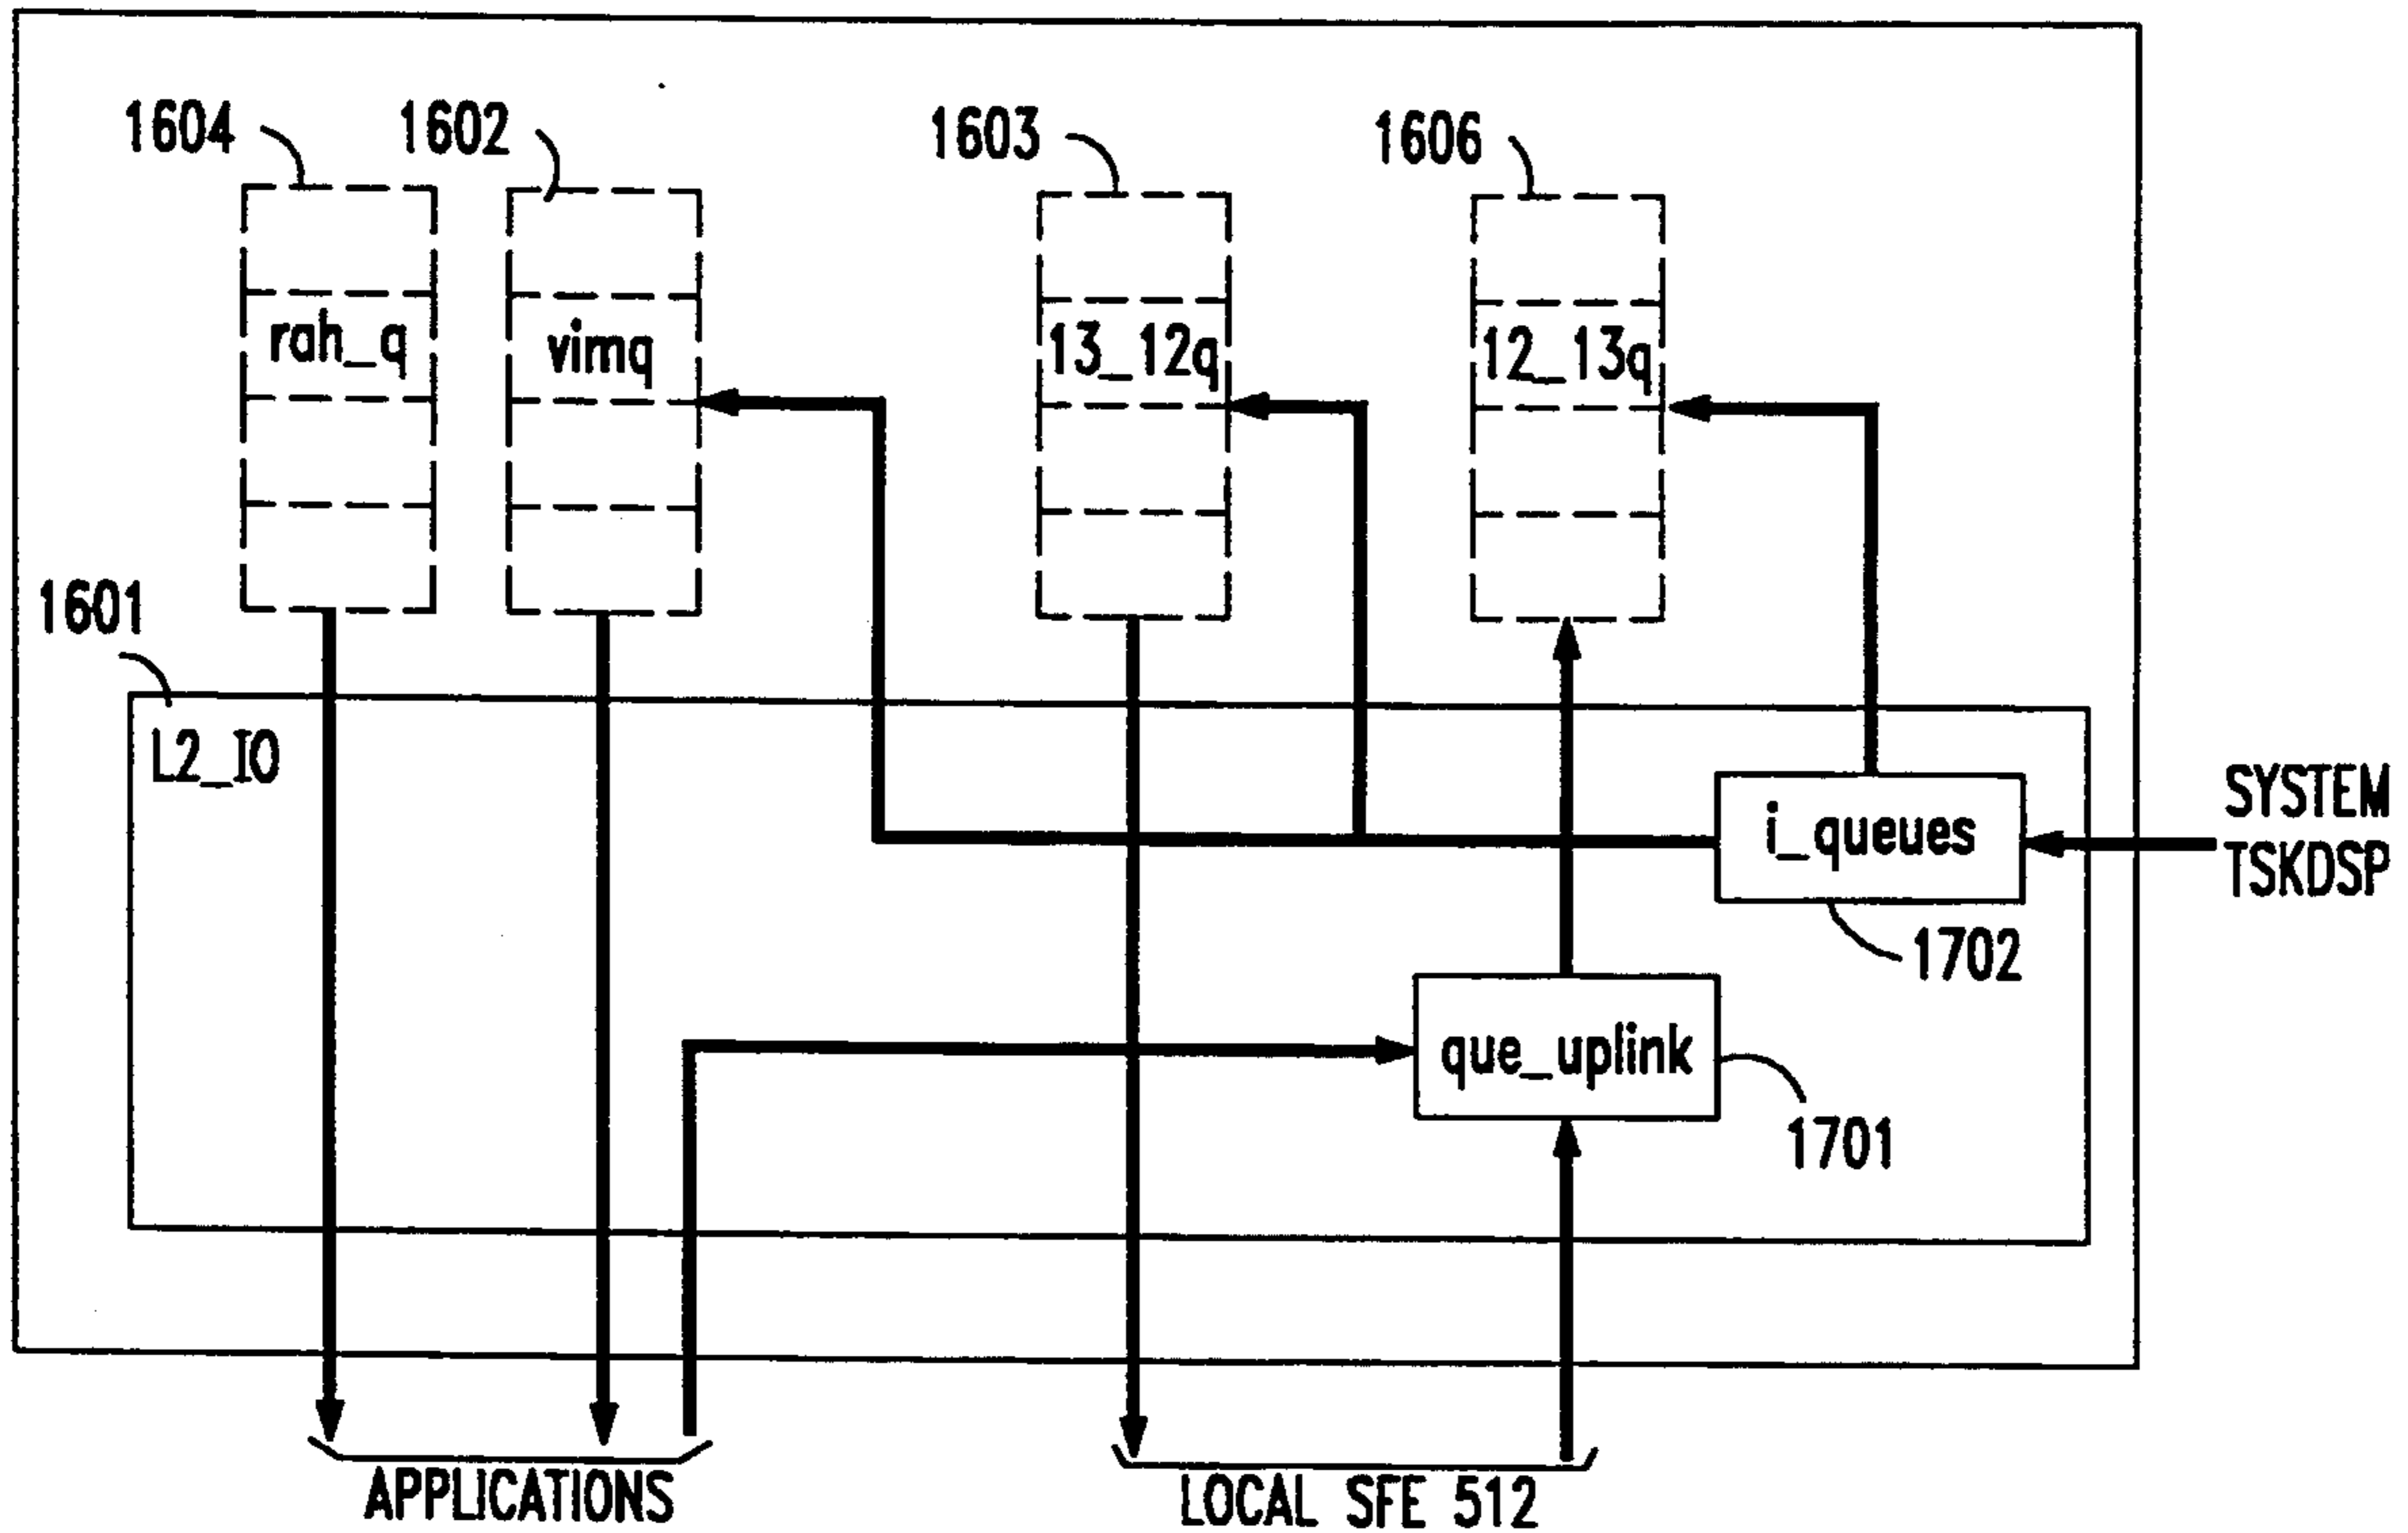 1604
1602
1603
1606
rah_q
vimq
13_12q
12_13q
1601
L2_IO
i_queues
SYSTEM
TSKDSP
1702
que_uplink
1701
APPLICATIONS
LOCAL SFE 512